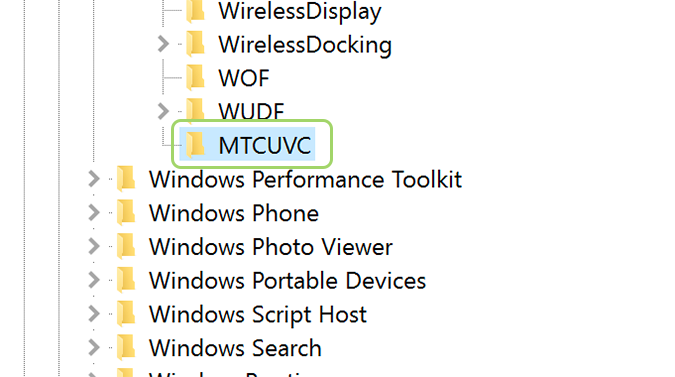 WirelessDisplay
WirelessDocking
WOF
WUDF
MTCUVC
Windows Performance Toolkit
Windows Phone
Windows Photo Viewer
Windows Portable Devices
Windows Script Host
Windows Search